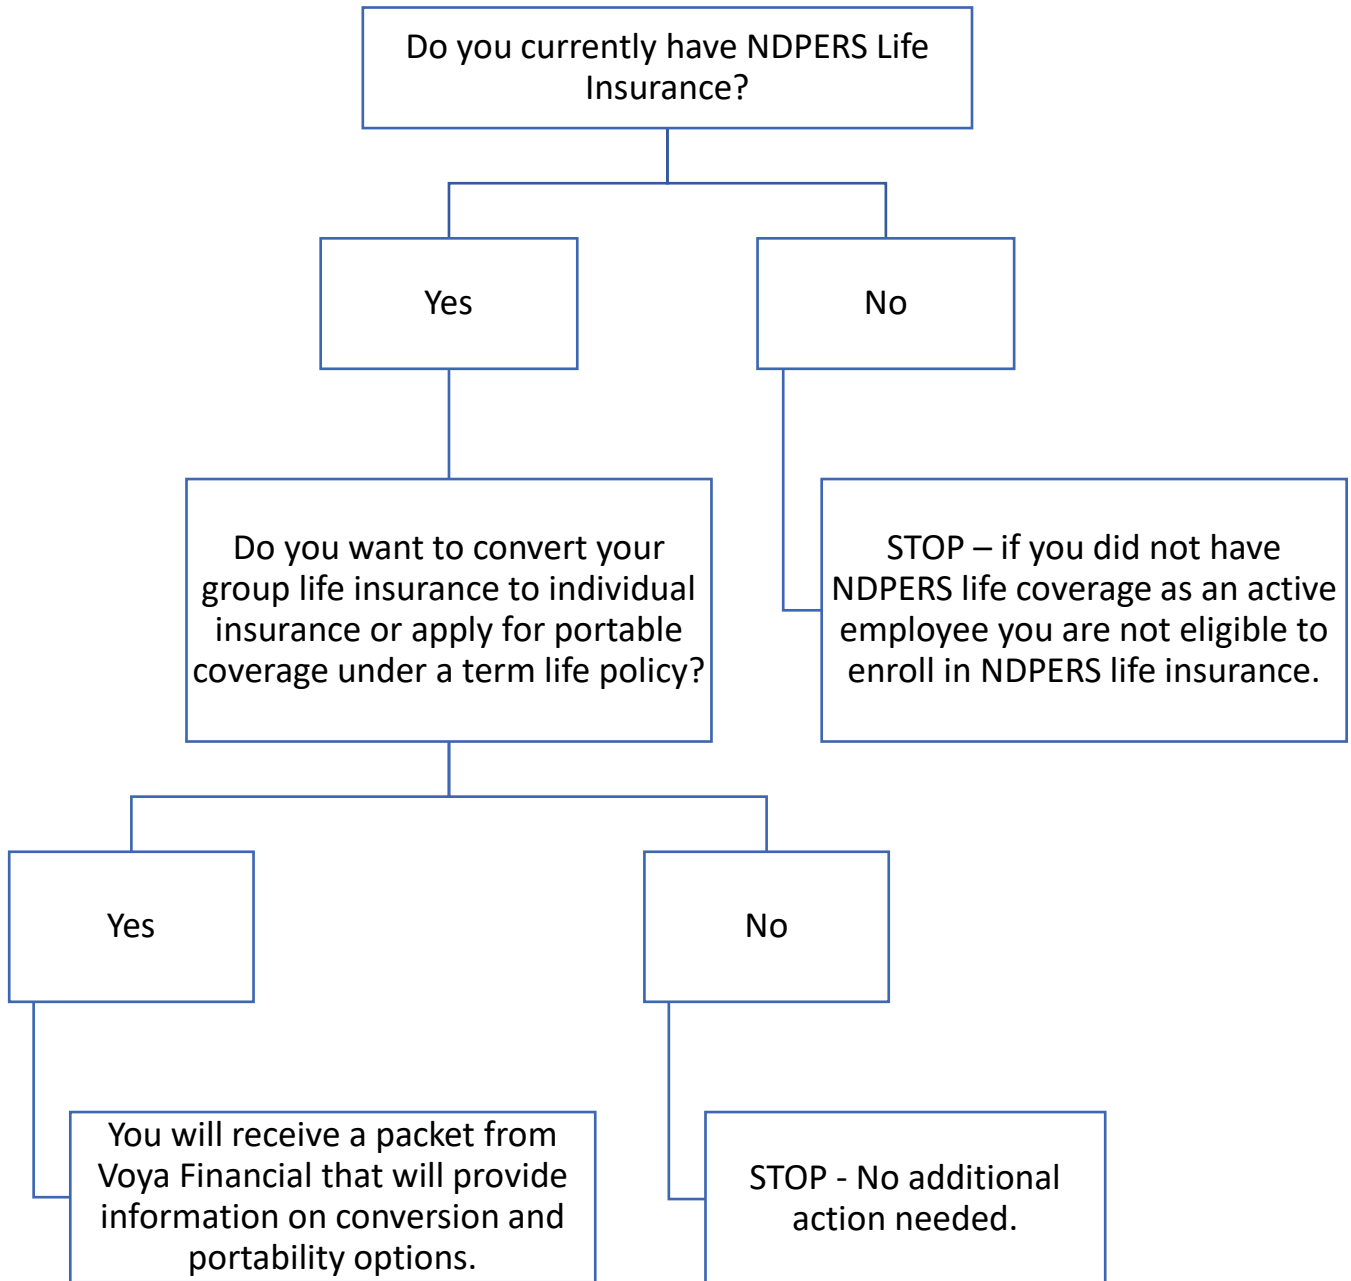 Do you currently have NDPERS Life
Insurance?
Yes
No
Do you want to convert your
group life insurance to individual
insurance or apply for portable
coverage under a term life policy?
STOP – if you did not have
NDPERS life coverage as an active
employee you are not eligible to
enroll in NDPERS life insurance.
Yes
No
You will receive a packet from
Voya Financial that will provide
information on conversion and
portability options.
STOP - No additional
action needed.